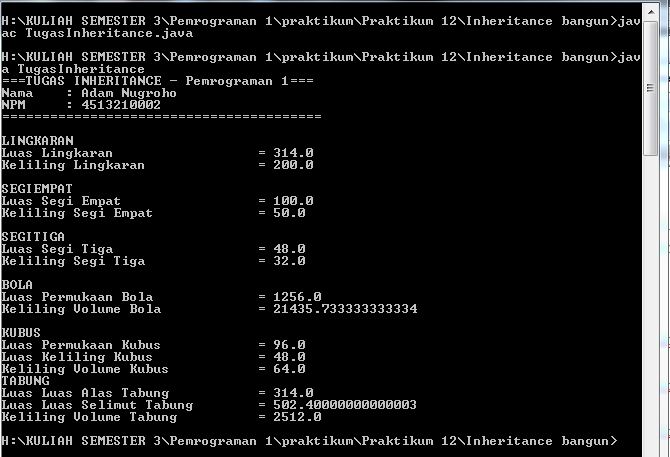 H:\KULIAH SEMESTER 3\Pemrograman 1\praktikum\Praktikum 12\Inheritance bangun>jav
ac TugasInheritance.java
H:\KULIAH SEMESTER 3\Pemrograman 1\praktikum\Praktikum 12\Inheritance bangun>jav
a TugasInheritance
===TUGAS INHERITANCE - Pemrograman 1===
Nama    : Adam Nugroho
NPM     : 4513210002
========================================
LINGKARAN
Luas Lingkaran                  = 314.0
Keliling Lingkaran              = 200.0
SEGIEMPAT
Luas Segi Empat                 = 100.0
Keliling Segi Empat             = 50.0
SEGITIGA
Luas Segi Tiga                  = 48.0
Keliling Segi Tiga              = 32.0
BOLA
Luas Permukaan Bola             = 1256.0
Keliling Volume Bola            = 21435.733333333334
KUBUS
Luas Permukaan Kubus            = 96.0
Luas Keliling Kubus             = 48.0
Keliling Volume Kubus           = 64.0
TABUNG
Luas Luas Alas Tabung           = 314.0
Luas Luas Selimut Tabung        = 502.40000000000003
Keliling Volume Tabung          = 2512.0
H:\KULIAH SEMESTER 3\Pemrograman 1\praktikum\Praktikum 12\Inheritance bangun>